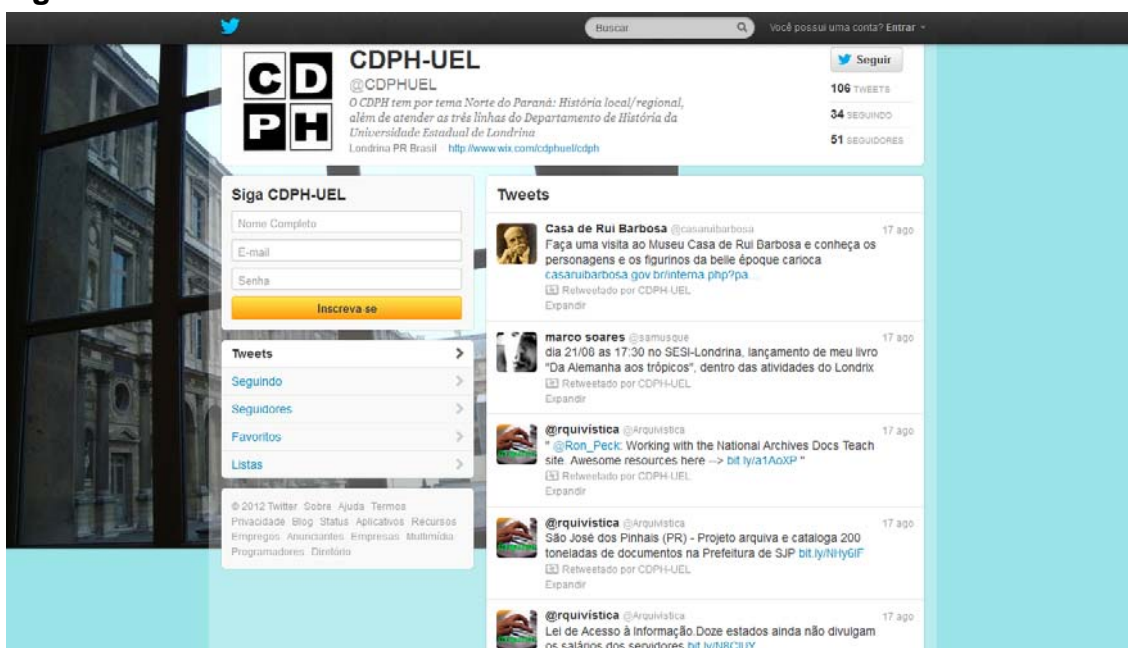 Buscar
Você possui uma conta? Entrar
CD
PH
CDPH-UEL
@CDPHUEL
O CDPH tem por tema Norte do Paraná: História local/regional,
além de atender as três linhas do Departamento de História da
Universidade Estadual de Londrina
Londrina PR Brasil · http://www.wix.com/cdphuel/cdph
Seguir
106 TWEETS
34 SEGUINDO
51 SEGUIDORES
Siga CDPH-UEL
Nome Completo
E-mail
Senha
Inscreva-se
Tweets
Seguindo
Seguidores
Favoritos
Listas
© 2012 Twitter Sobre Ajuda Termos
Privacidade Blog Status Aplicativos Recursos
Empregos Anunciantes Empresas Multimídia
Programadores Diretório
Tweets
Casa de Rui Barbosa @casaruibarbosa 17 ago
Faça uma visita ao Museu Casa de Rui Barbosa e conheça os
personagens e os figurinos da belle époque carioca
casaruibarbosa.gov.br/interna.php?pa...
Retweetado por CDPH-UEL
Expandir
marco soares @samusque 17 ago
dia 21/08 as 17:30 no SESI-Londrina, lançamento de meu livro
"Da Alemanha aos trópicos", dentro das atividades do Londrix
Retweetado por CDPH-UEL
Expandir
@rquivística @Arquivistica 17 ago
" @Ron_Peck: Working with the National Archives Docs Teach
site. Awesome resources here --> bit.ly/a1AoXP "
Retweetado por CDPH-UEL
Expandir
@rquivística @Arquivistica 17 ago
São José dos Pinhais (PR) - Projeto arquiva e cataloga 200
toneladas de documentos na Prefeitura de SJP bit.ly/NHy6IF
Retweetado por CDPH-UEL
Expandir
@rquivística @Arquivistica 17 ago
Lei de Acesso à Informação.Doze estados ainda não divulgam
os salários dos servidores